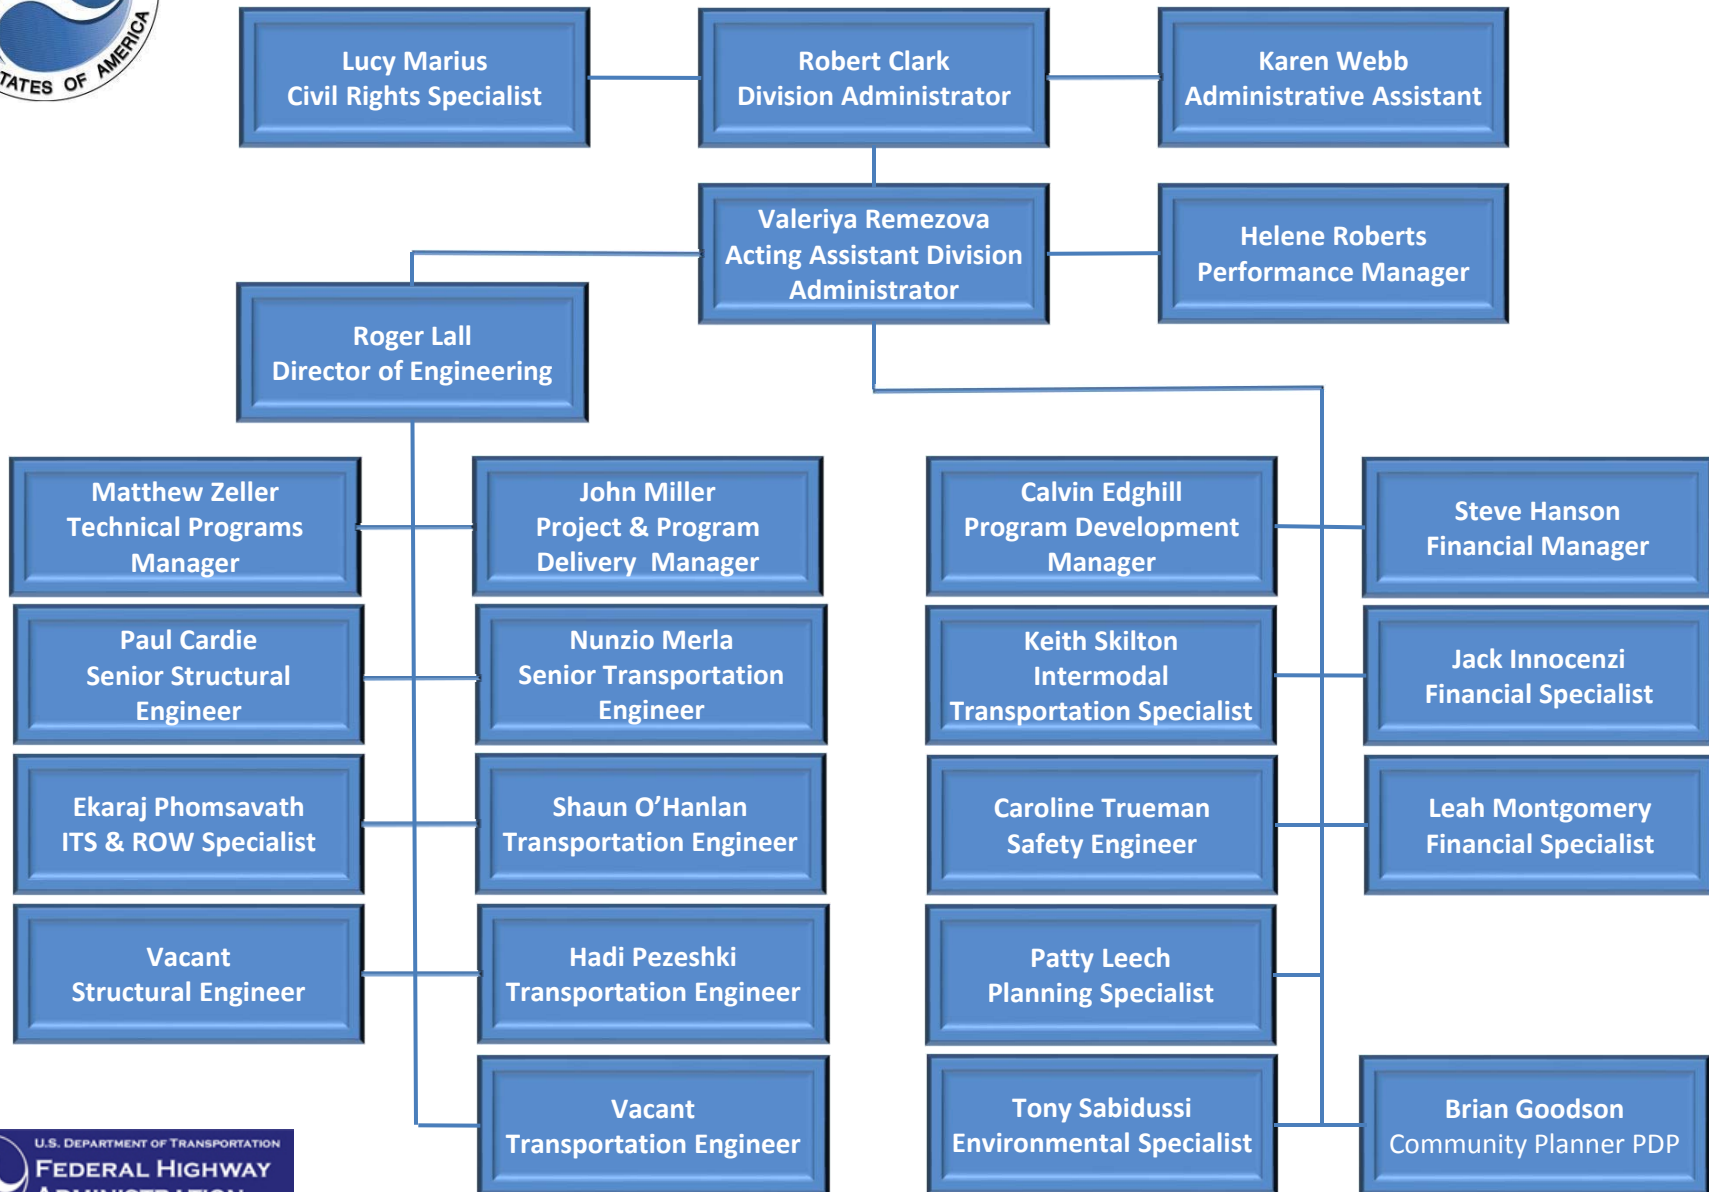 TATES OF AMERICA
Lucy Marius
Civil Rights Specialist
Robert Clark
Division Administrator
Karen Webb
Administrative Assistant
Valeriya Remezova
Acting Assistant Division
Administrator
Helene Roberts
Performance Manager
Roger Lall
Director of Engineering
Matthew Zeller
Technical Programs
Manager
John Miller
Project & Program
Delivery  Manager
Calvin Edghill
Program Development
Manager
Steve Hanson
Financial Manager
Paul Cardie
Senior Structural
Engineer
Nunzio Merla
Senior Transportation
Engineer
Keith Skilton
Intermodal
Transportation Specialist
Jack Innocenzi
Financial Specialist
Ekaraj Phomsavath
ITS & ROW Specialist
Shaun O’Hanlan
Transportation Engineer
Caroline Trueman
Safety Engineer
Leah Montgomery
Financial Specialist
Vacant
Structural Engineer
Hadi Pezeshki
Transportation Engineer
Patty Leech
Planning Specialist
Vacant
Transportation Engineer
Tony Sabidussi
Environmental Specialist
Brian Goodson
Community Planner PDP
U.S. DEPARTMENT OF TRANSPORTATION
FEDERAL HIGHWAY
ADMINISTRATION